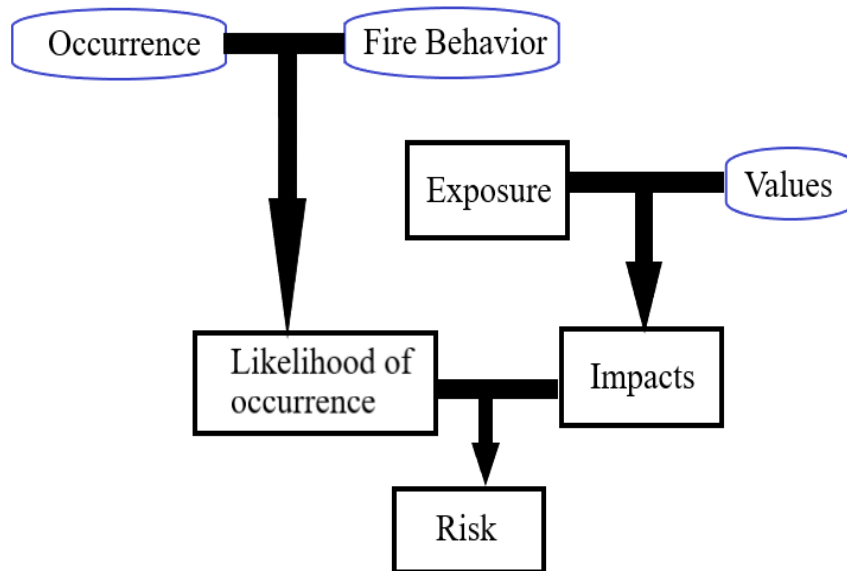 Occurrence
Fire Behavior
Exposure
Values
Likelihood of
occurrence
Impacts
Risk